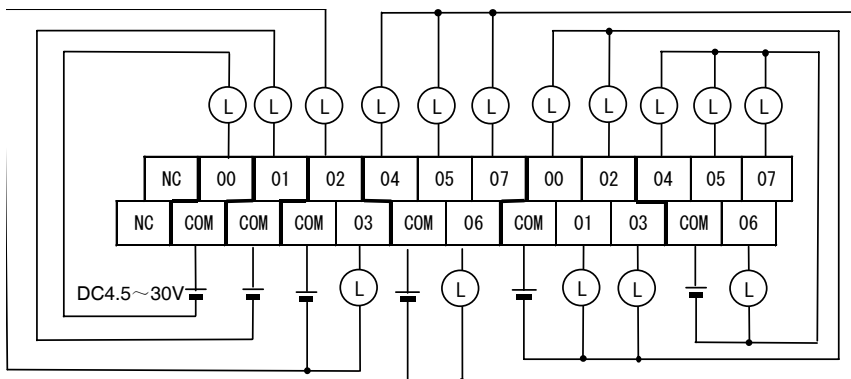 L L L L L L L L L L L
NC 00 01 02 04 05 07 00 02 04 05 07
NC COM COM COM 03 COM 06 COM 01 03 COM 06
DC4.5～30V L L L L L